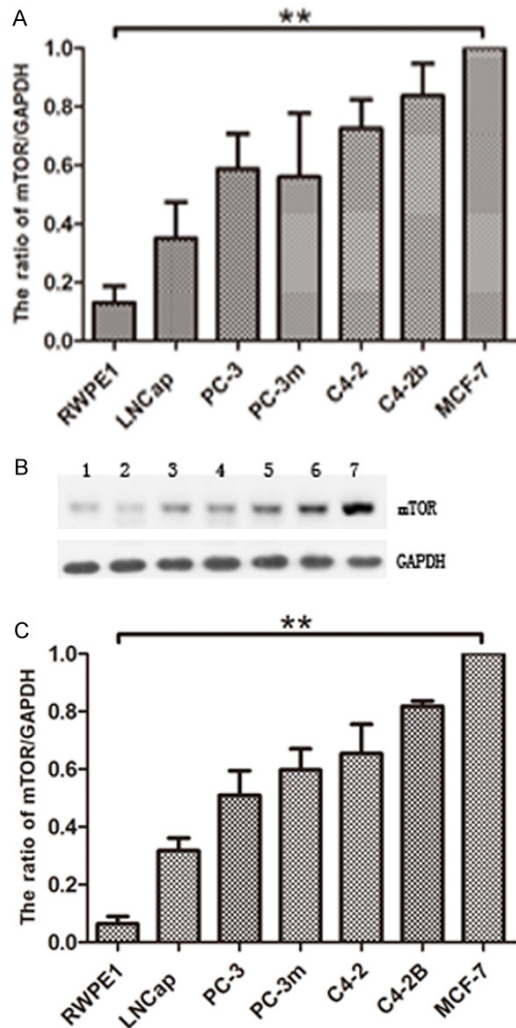 A
**
The ratio of mTOR/GAPDH
1.0
0.8
0.6
0.4
0.2
0.0
RWPE1 LNCap PC-3 PC-3m C4-2 C4-2b MCF-7
B
1 2 3 4 5 6 7
mTOR
GAPDH
C
**
The ratio of mTOR/GAPDH
1.0
0.8
0.6
0.4
0.2
0.0
RWPE1 LNCap PC-3 PC-3m C4-2 C4-2B MCF-7